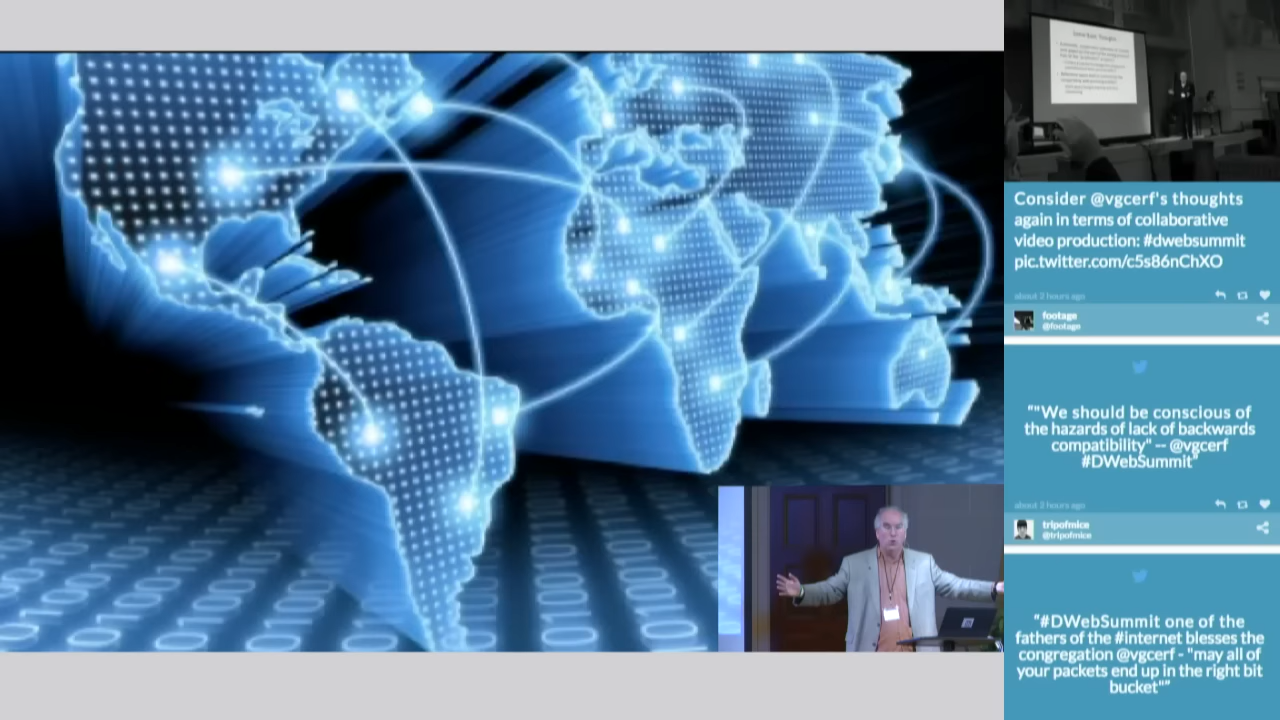 Consider @vgcerf's thoughts
again in terms of collaborative
video production: #dwebsummit
pic.twitter.com/c5s86nChXO
about 2 hours ago
footage
@footage
""We should be conscious of
the hazards of lack of backwards
compatibility" -- @vgcerf
#DWebSummit"
about 2 hours ago
tripofmice
@tripofmice
"#DWebSummit one of the
fathers of the #internet blesses the
congregation @vgcerf - "may all of
your packets end up in the right bit
bucket""